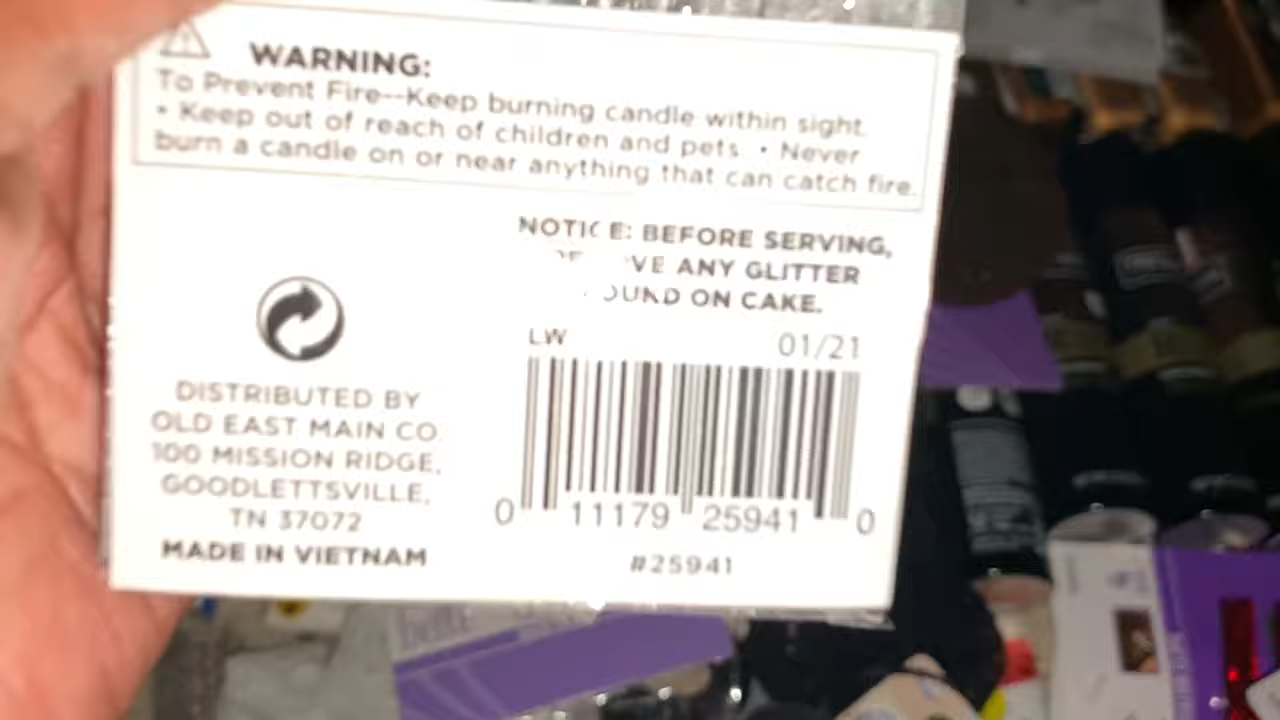 WARNING:
To Prevent Fire--Keep burning candle within sight.
• Keep out of reach of children and pets. • Never
burn a candle on or near anything that can catch fire.
NOTICE: BEFORE SERVING,
ANY GLITTER
ON CAKE.
LW 01/21
DISTRIBUTED BY
OLD EAST MAIN CO.
100 MISSION RIDGE,
GOODLETTSVILLE,
TN 37072
MADE IN VIETNAM
0 11179 25941 0
#25941